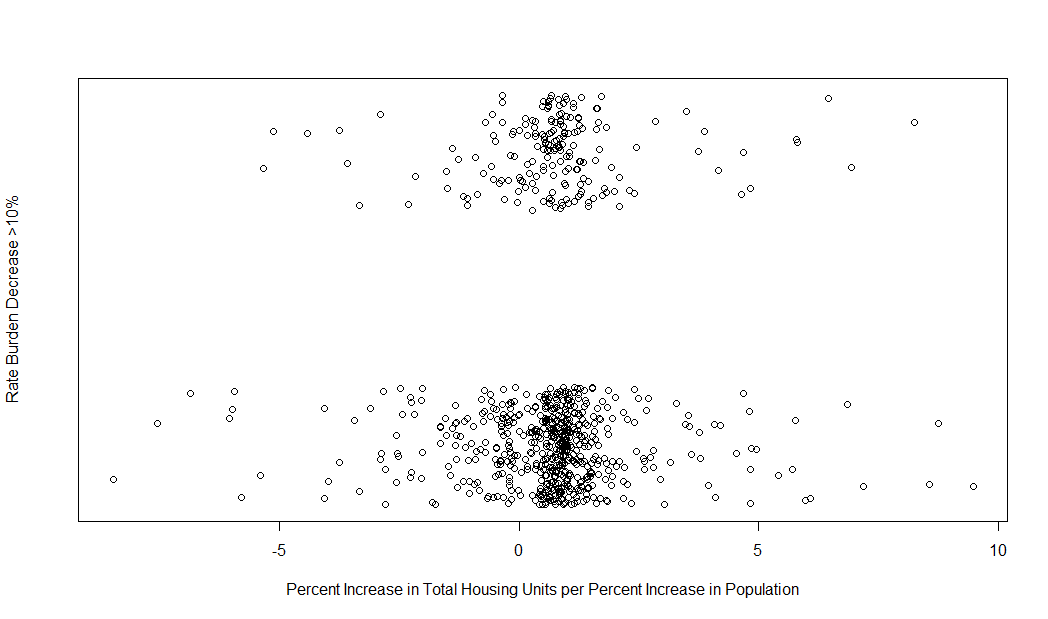 Rate Burden Decrease >10%
-5
0
5
10
Percent Increase in Total Housing Units per Percent Increase in Population